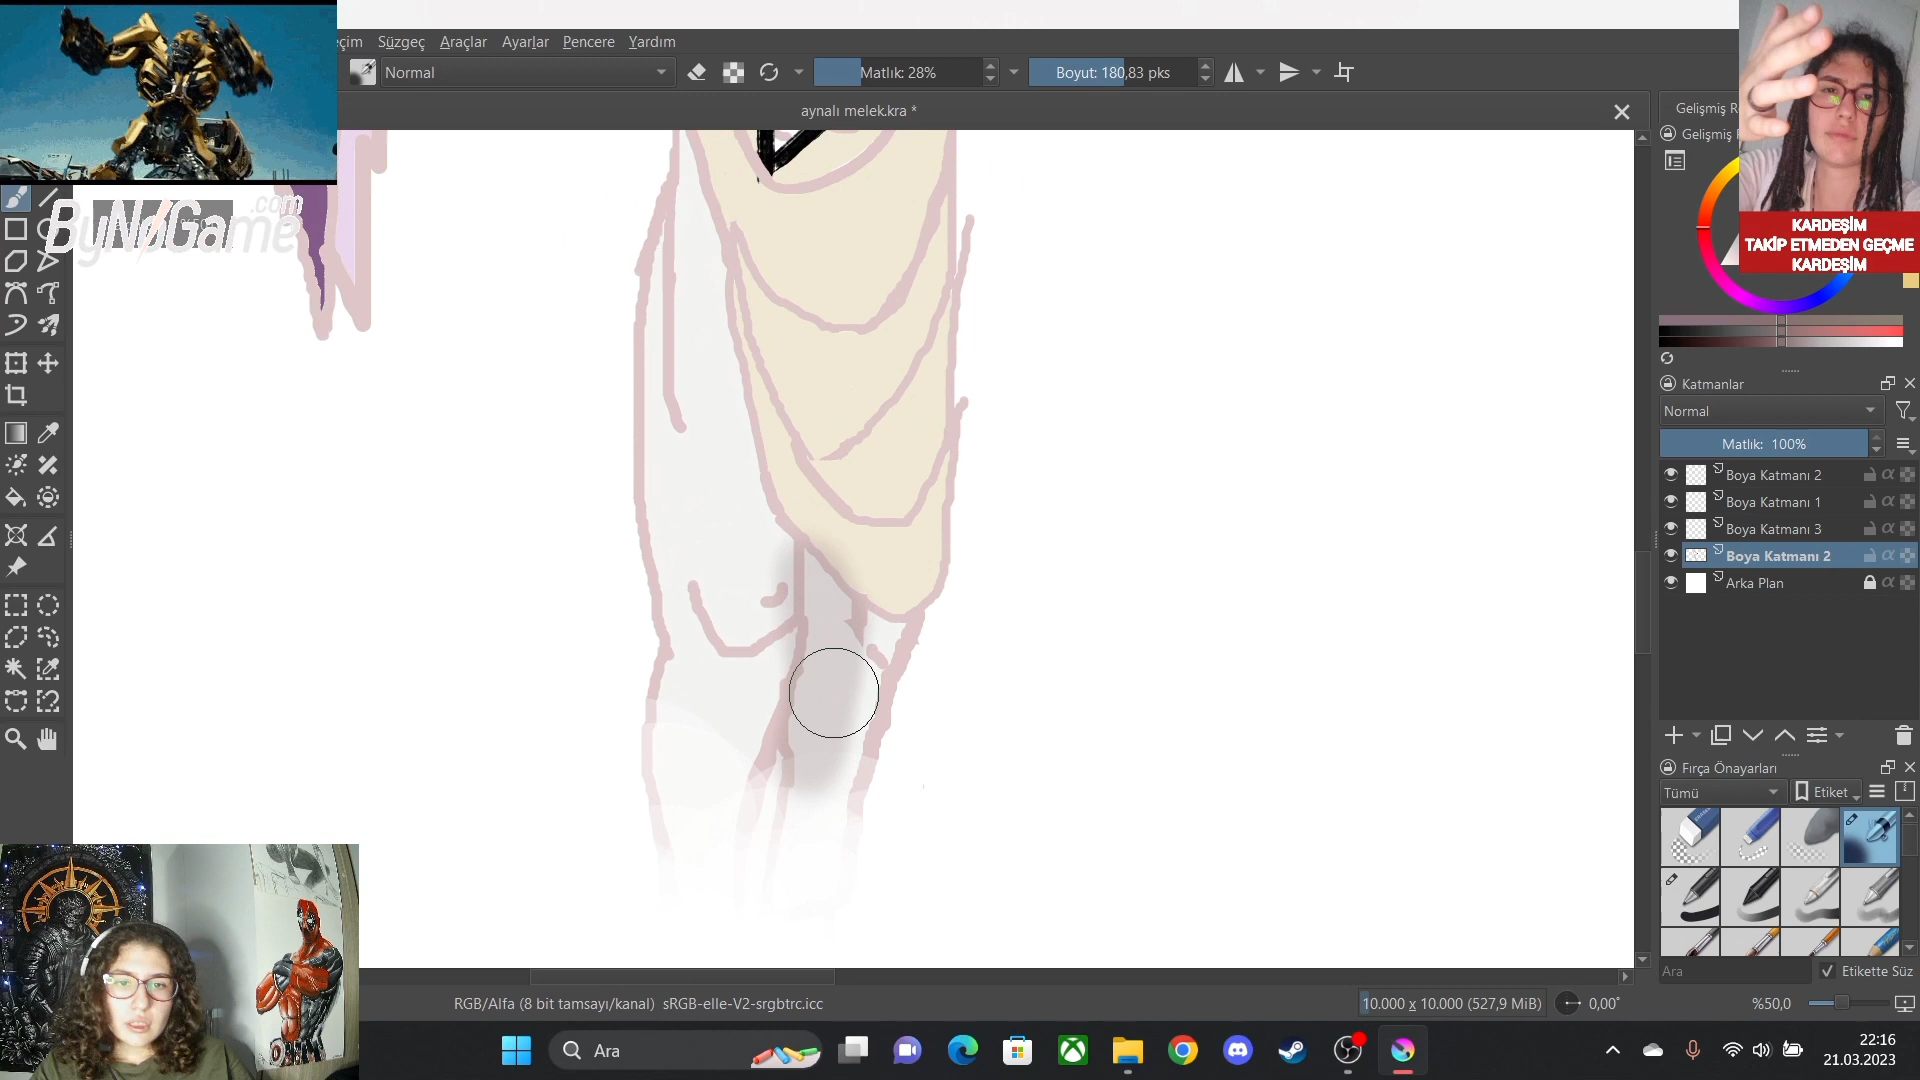 eçim Süzgeç Araçlar Ayarlar Pencere Yardım
Normal
Matlık: 28%
Boyut: 180,83 pks
aynalı melek.kra *
ByNoGame
.com
Gelişmiş R
Gelişmiş
KARDEŞİM
TAKİP ETMEDEN GEÇME
KARDEŞİM
Katmanlar
Normal
Matlık: 100%
Boya Katmanı 2
Boya Katmanı 1
Boya Katmanı 3
Boya Katmanı 2
Arka Plan
Fırça Önayarları
Tümü
Etiket
Ara
Etikette Süz
RGB/Alfa (8 bit tamsayı/kanal) sRGB-elle-V2-srgbtrc.icc
10.000 x 10.000 (527,9 MiB)
0,00°
%50,0
Ara
22:16
21.03.2023